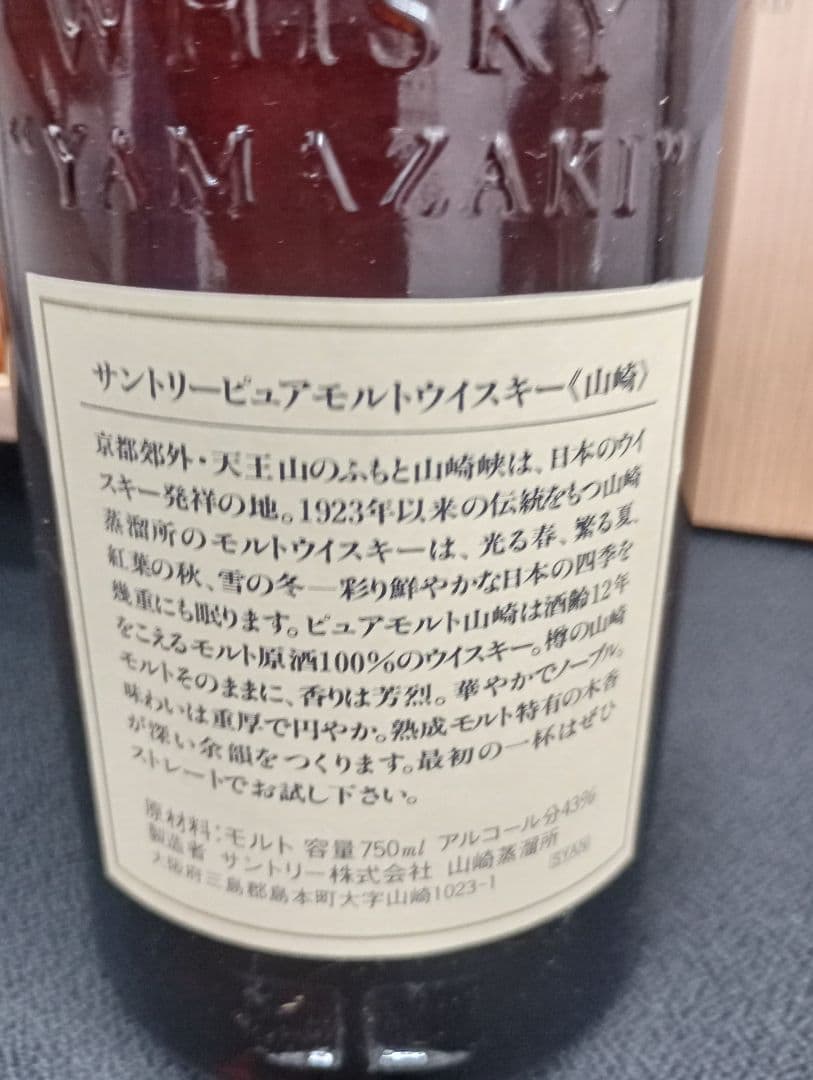 WHISKY
"YAMAZAKI"
サントリーピュアモルトウイスキー《山崎》
京都郊外・天王山のふもと山崎峡は、日本のウイ
スキー発祥の地。1923年以来の伝統をもつ山崎
蒸溜所のモルトウイスキーは、光る春、繁る夏、
紅葉の秋、雪の冬―彩り鮮やかな日本の四季を
幾重にも眠ります。ピュアモルト山崎は酒齢12年
をこえるモルト原酒100%のウイスキー。樽の山崎
モルトそのままに、香りは芳烈。華やかでノーブル。
味わいは重厚で円やか。熟成モルト特有の木香
が深い余韻をつくります。最初の一杯はぜひ
ストレートでお試し下さい。
原材料:モルト 容量750ml アルコール分43%
製造者 サントリー株式会社 山崎蒸溜所
大阪府三島郡島本町大字山崎1023-1